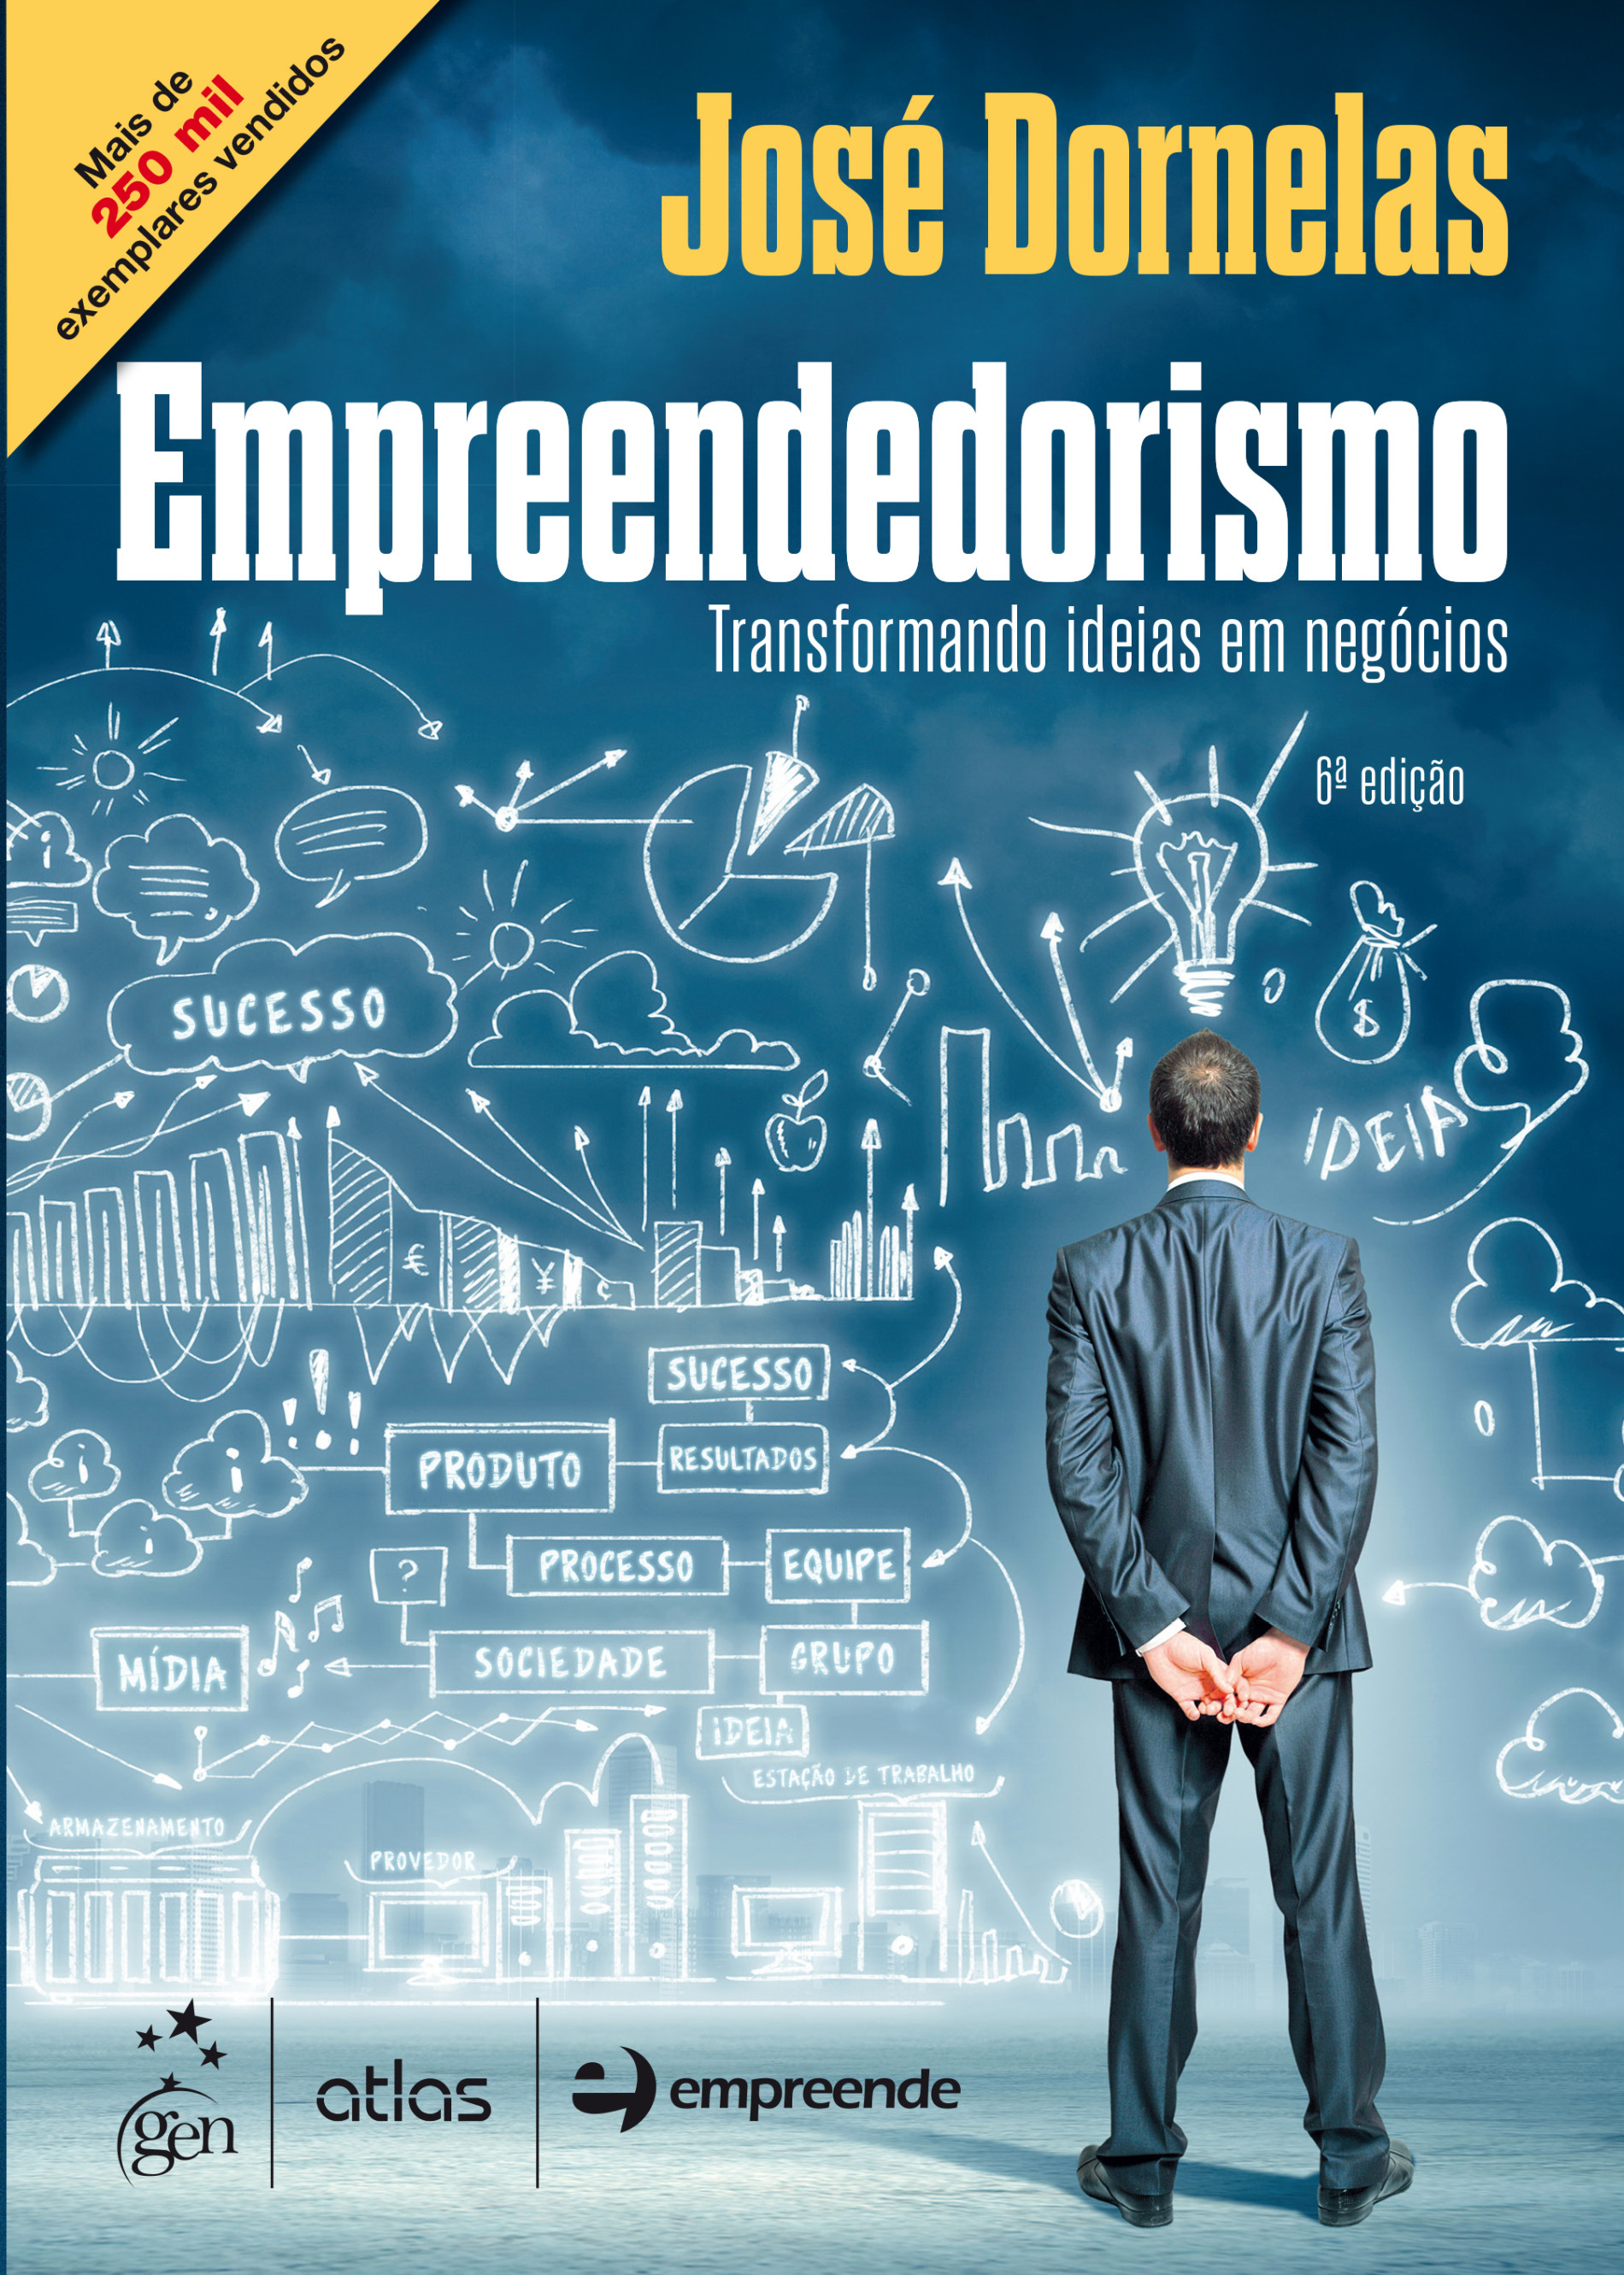 Mais de
250 mil
exemplares vendidos
José Dornelas
Empreendedorismo
Transformando ideias em negócios
6ª edição
SUCESSO
$
IDEIA
€
¥
¢
SUCESSO
!!!
PRODUTO
RESULTADOS
i
i
i
i
PROCESSO
EQUIPE
?
MÍDIA
SOCIEDADE
GRUPO
IDEIA
ESTAÇÃO DE TRABALHO
ARMAZENAMENTO
PROVEDOR
gen
atlas
empreende